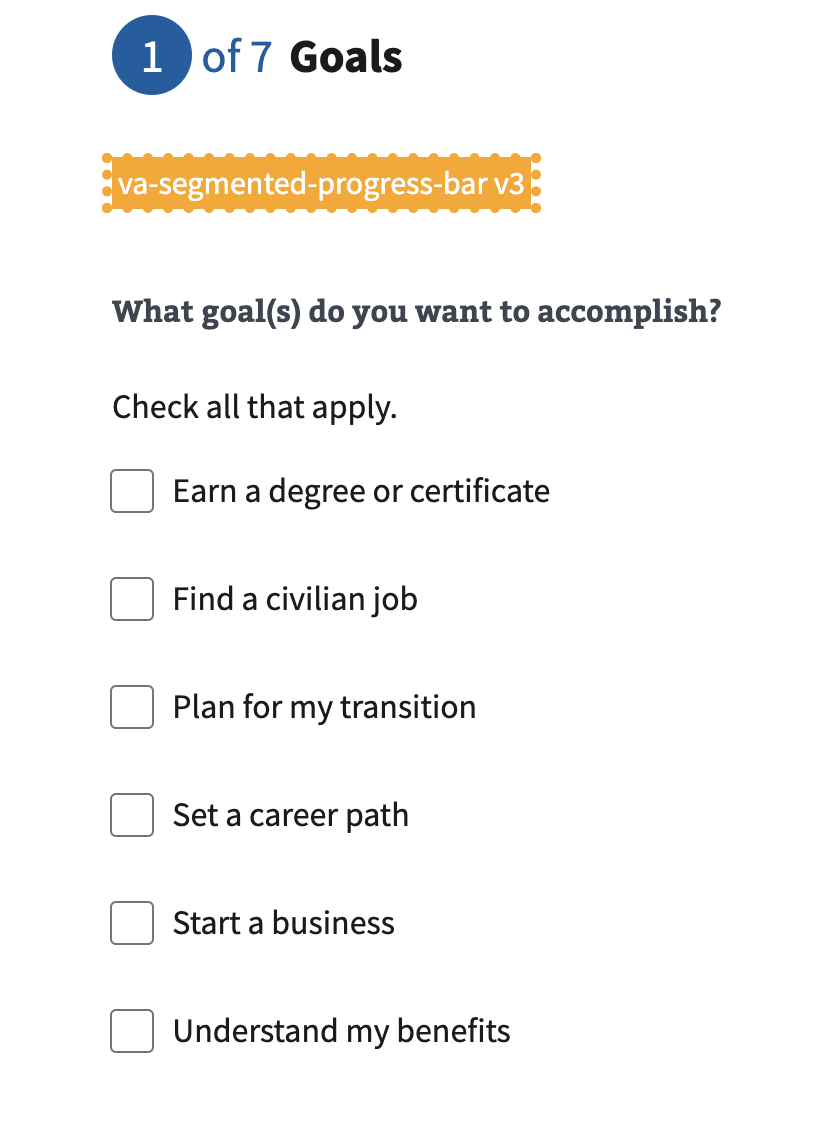 1 of 7 Goals
va-segmented-progress-bar v3
What goal(s) do you want to accomplish?
Check all that apply.
Earn a degree or certificate
Find a civilian job
Plan for my transition
Set a career path
Start a business
Understand my benefits